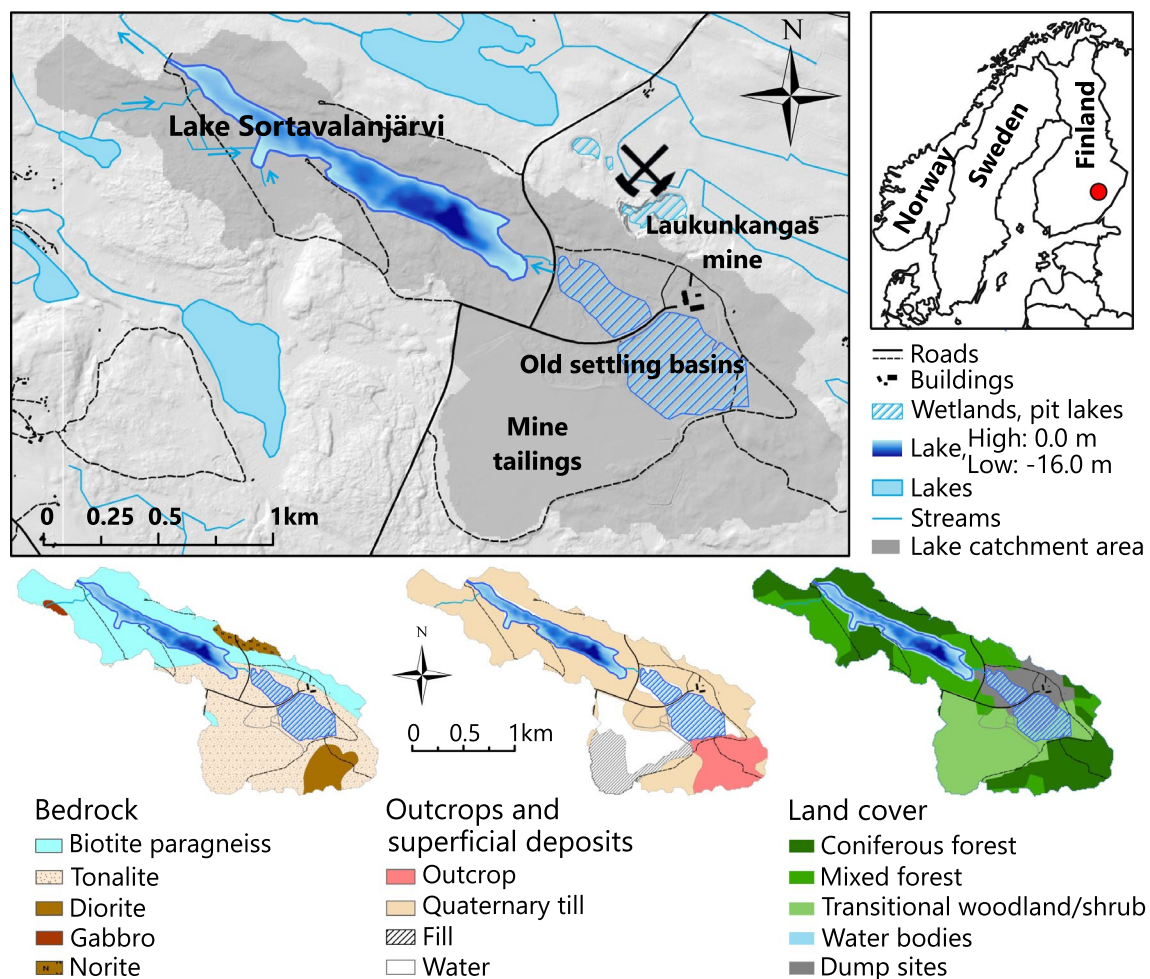 N
Lake Sortavalanjärvi
Laukunkangas
mine
Old settling basins
Mine
tailings
0 0.25 0.5 1km
Norway
Sweden
Finland
Roads
Buildings
Wetlands, pit lakes
Lake, High: 0.0 m
Low: -16.0 m
Lakes
Streams
Lake catchment area
N
0 0.5 1km
Bedrock
Biotite paragneiss
Tonalite
Diorite
Gabbro
N Norite
Outcrops and
superficial deposits
Outcrop
Quaternary till
Fill
Water
Land cover
Coniferous forest
Mixed forest
Transitional woodland/shrub
Water bodies
Dump sites